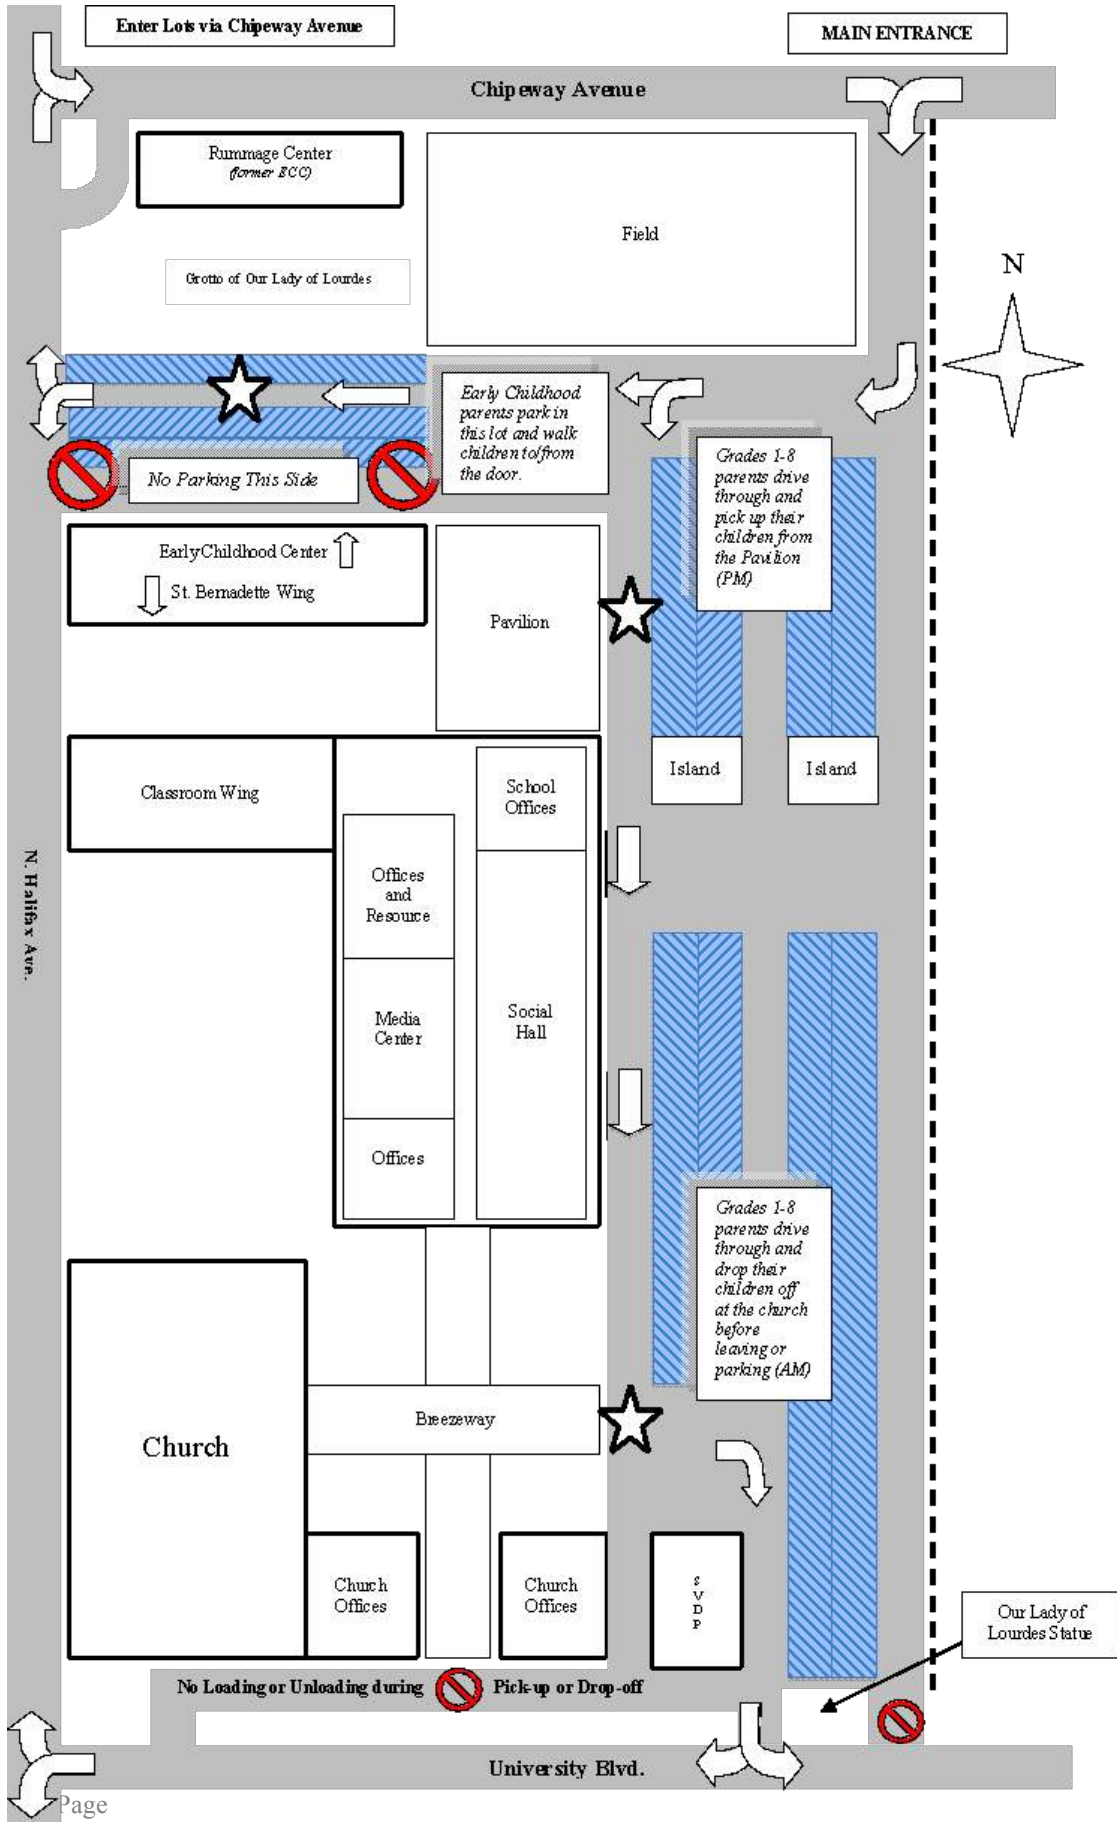 Enter Lots via Chipeway Avenue
MAIN ENTRANCE
Chipeway Avenue
Rummage Center
(former ECC)
Field
Grotto of Our Lady of Lourdes
N
Early Childhood
parents park in
this lot and walk
children to/from
the door.
No Parking This Side
Grades 1-8
parents drive
through and
pick up their
children from
the Pavilion
(PM)
Early Childhood Center
St. Bernadette Wing
Pavilion
Island
Island
Classroom Wing
School
Offices
Offices
and
Resource
N. Halifax Ave.
Media
Center
Social
Hall
Offices
Grades 1-8
parents drive
through and
drop their
children off
at the church
before
leaving or
parking (AM)
Breezeway
Church
Church
Offices
Church
Offices
S
V
D
P
Our Lady of
Lourdes Statue
No Loading or Unloading during Pick-up or Drop-off
University Blvd.
Page